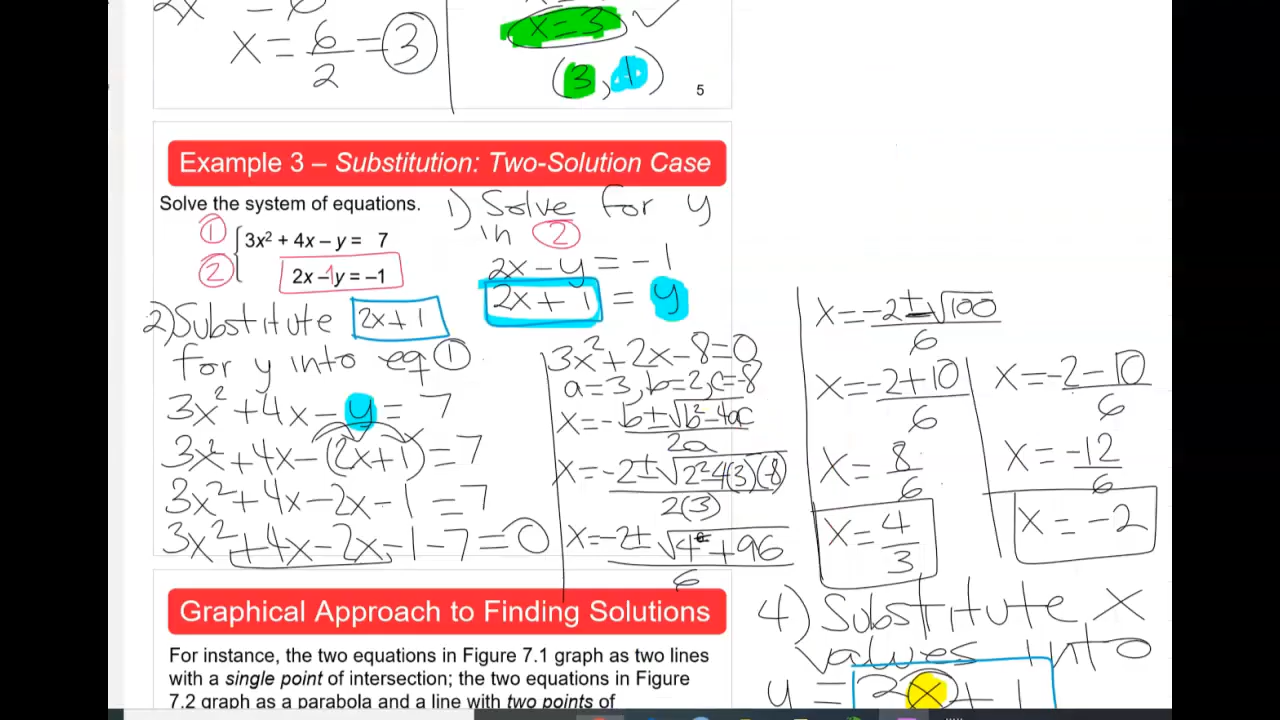 x = 6/2 = 3
x = 3 ✓
(3, 1)
5
Example 3 – Substitution: Two-Solution Case
Solve the system of equations.
① 3x² + 4x – y = 7
② 2x – 1y = –1
1) Solve for y
in ②
2x – y = –1
2x + 1 = y
2) Substitute 2x + 1
for y into eq ①
3x² + 4x – y = 7
3x² + 4x – (2x + 1) = 7
3x² + 4x – 2x – 1 = 7
3x² + 4x – 2x – 1 – 7 = 0
3x² + 2x – 8 = 0
a = 3, b = 2, c = –8
x = –b ± √b² – 4ac / 2a
x = –2 ± √2² – 4(3)(–8) / 2(3)
x = –2 ± √4 + 96 / 6
x = –2 ± √100 / 6
x = –2 + 10 / 6
x = 8/6
x = 4/3
x = –2 – 10 / 6
x = –12/6
x = –2
4) Substitute x
values into
y = 2x + 1
Graphical Approach to Finding Solutions
For instance, the two equations in Figure 7.1 graph as two lines
with a single point of intersection; the two equations in Figure
7.2 graph as a parabola and a line with two points of